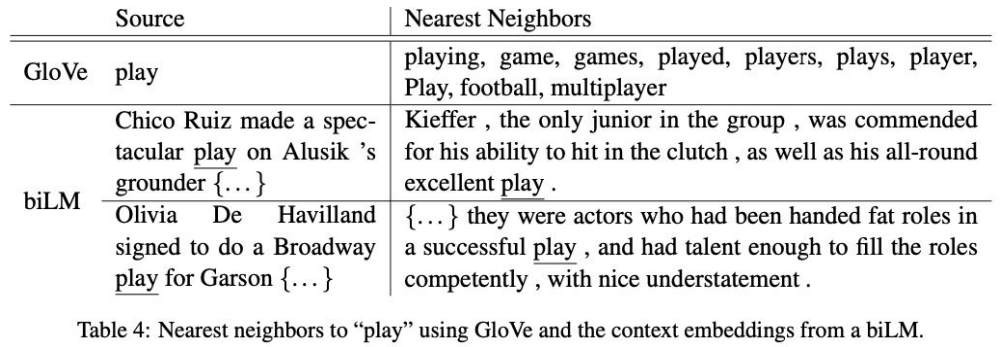 Source Nearest Neighbors
GloVe play playing, game, games, played, players, plays, player,
Play, football, multiplayer
biLM
Chico Ruiz made a spec-
tacular play on Alusik 's
grounder {...}
Kieffer , the only junior in the group , was commended
for his ability to hit in the clutch , as well as his all-round
excellent play .
Olivia De Havilland
signed to do a Broadway
play for Garson {...}
{...} they were actors who had been handed fat roles in
a successful play , and had talent enough to fill the roles
competently , with nice understatement .
Table 4: Nearest neighbors to “play” using GloVe and the context embeddings from a biLM.